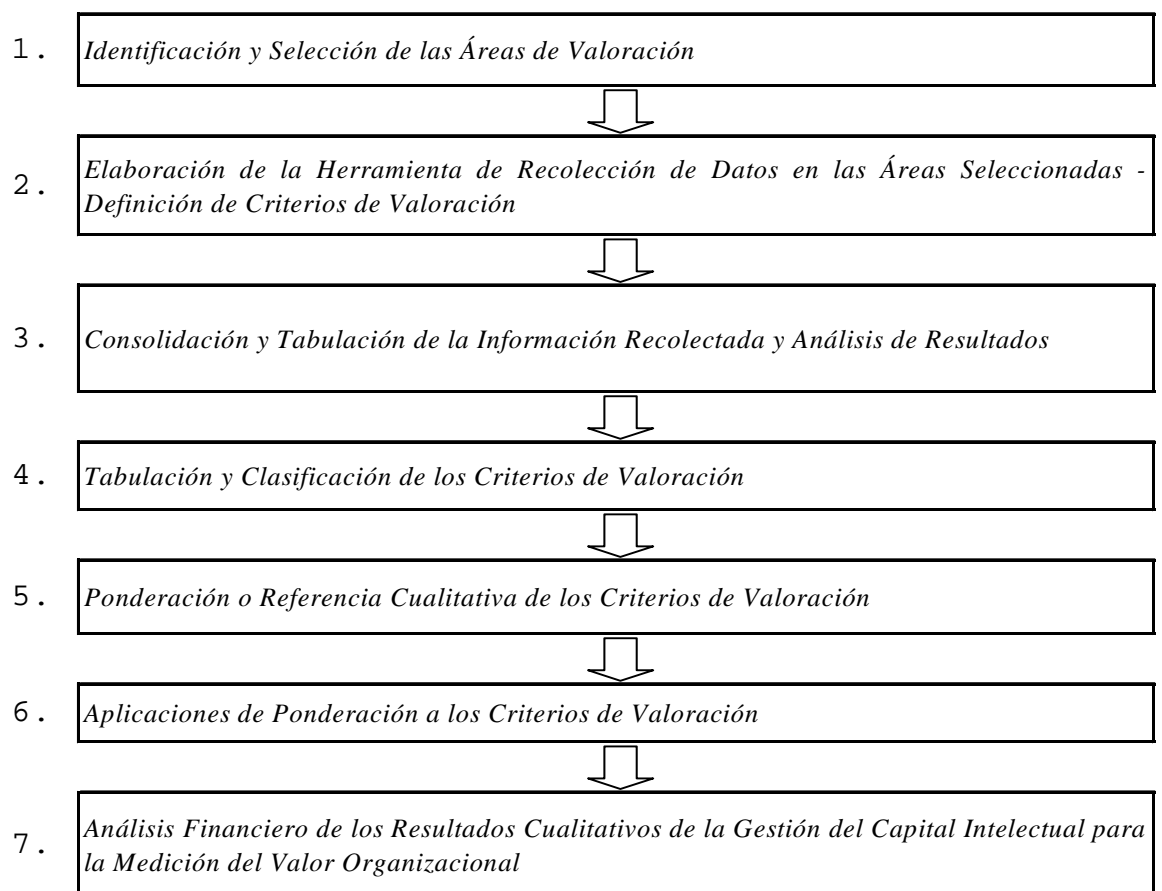 1. Identificación y Selección de las Áreas de Valoración
2. Elaboración de la Herramienta de Recolección de Datos en las Áreas Seleccionadas -
Definición de Criterios de Valoración
3. Consolidación y Tabulación de la Información Recolectada y Análisis de Resultados
4. Tabulación y Clasificación de los Criterios de Valoración
5. Ponderación o Referencia Cualitativa de los Criterios de Valoración
6. Aplicaciones de Ponderación a los Criterios de Valoración
7. Análisis Financiero de los Resultados Cualitativos de la Gestión del Capital Intelectual para
la Medición del Valor Organizacional